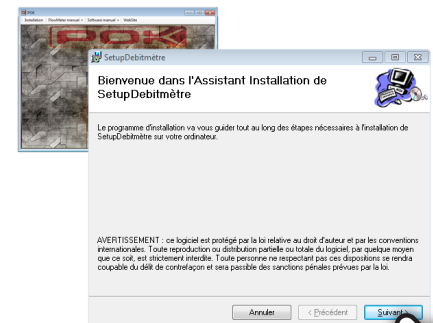 POK
Installation FlowMeter manual Software manual WebSite
POK
SetupDebitmètre
Bienvenue dans l'Assistant Installation de
SetupDebitmètre
Le programme d'installation va vous guider tout au long des étapes nécessaires à l'installation de
SetupDebitmètre sur votre ordinateur.
AVERTISSEMENT : ce logiciel est protégé par la loi relative au droit d'auteur et par les conventions
internationales. Toute reproduction ou distribution partielle ou totale du logiciel, par quelque moyen
que ce soit, est strictement interdite. Toute personne ne respectant pas ces dispositions se rendra
coupable du délit de contrefaçon et sera passible des sanctions pénales prévues par la loi.
Annuler < Précédent Suivant >